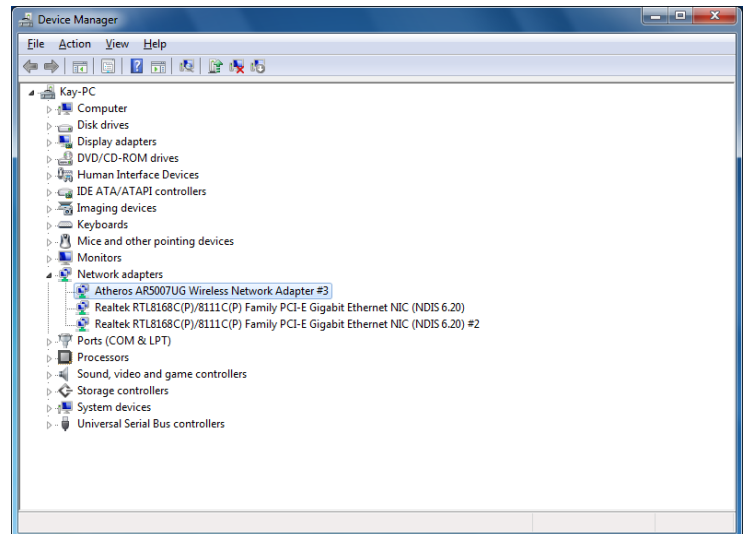 Device Manager
File Action View Help
Kay-PC
Computer
Disk drives
Display adapters
DVD/CD-ROM drives
Human Interface Devices
IDE ATA/ATAPI controllers
Imaging devices
Keyboards
Mice and other pointing devices
Monitors
Network adapters
Atheros AR5007UG Wireless Network Adapter #3
Realtek RTL8168C(P)/8111C(P) Family PCI-E Gigabit Ethernet NIC (NDIS 6.20)
Realtek RTL8168C(P)/8111C(P) Family PCI-E Gigabit Ethernet NIC (NDIS 6.20) #2
Ports (COM & LPT)
Processors
Sound, video and game controllers
Storage controllers
System devices
Universal Serial Bus controllers